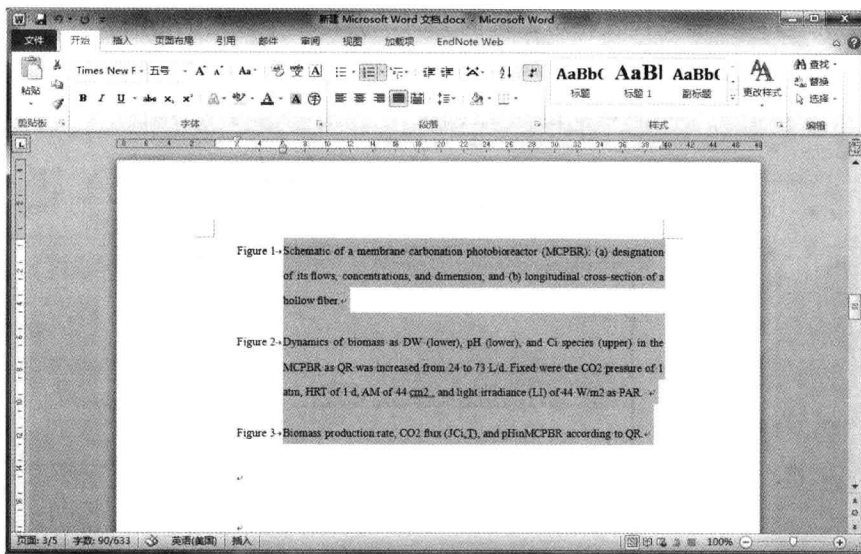 新建 Microsoft Word 文档.docx - Microsoft Word
文件 开始 插入 页面布局 引用 邮件 审阅 视图 加载项 EndNote Web
粘贴
Times New F 五号
AaBb( AaBl AaBb(
标题 标题 1 副标题
更改样式
查找
替换
选择
剪贴板 字体 段落 样式 编辑
Figure 1 Schematic of a membrane carbonation photobioreactor (MCPBR): (a) designation
of its flows, concentrations, and dimension; and (b) longitudinal cross-section of a
hollow fiber.
Figure 2 Dynamics of biomass as DW (lower), pH (lower), and Ci species (upper) in the
MCPBR as QR was increased from 24 to 73 L/d. Fixed were the CO2 pressure of 1
atm, HRT of 1 d, AM of 44 cm2 , and light irradiance (LI) of 44 W/m2 as PAR.
Figure 3 Biomass production rate, CO2 flux (JCi,T), and pHinMCPBR according to QR.
页面: 3/5 字数: 90/633 英语(美国) 插入 100%